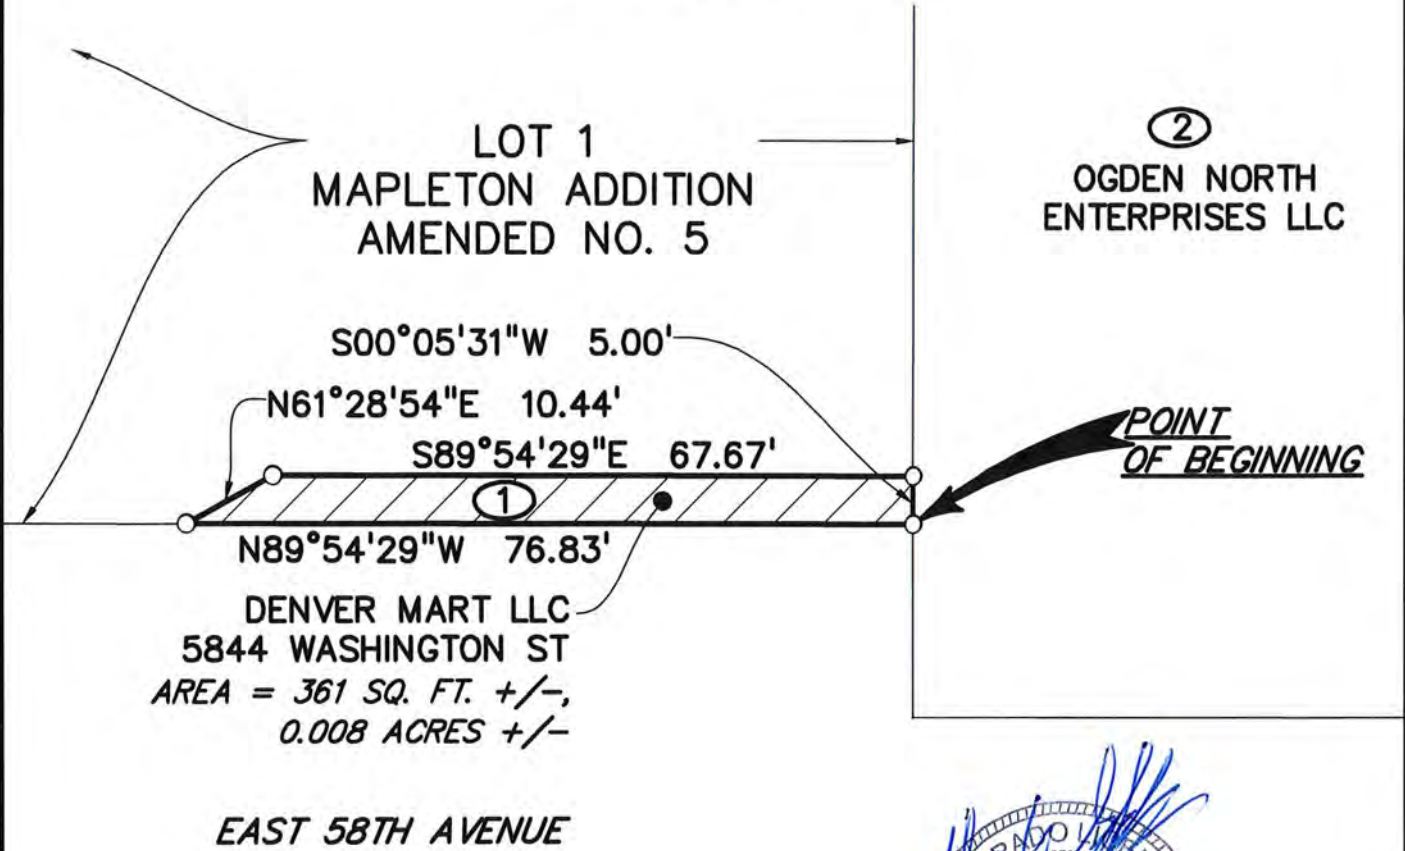 LOT 1
MAPLETON ADDITION
AMENDED NO. 5
2
OGDEN NORTH
ENTERPRISES LLC
S00°05'31"W 5.00'
N61°28'54"E 10.44'
S89°54'29"E 67.67'
POINT
OF BEGINNING
1
N89°54'29"W 76.83'
DENVER MART LLC
5844 WASHINGTON ST
AREA = 361 SQ. FT. +/-,
0.008 ACRES +/-
EAST 58TH AVENUE